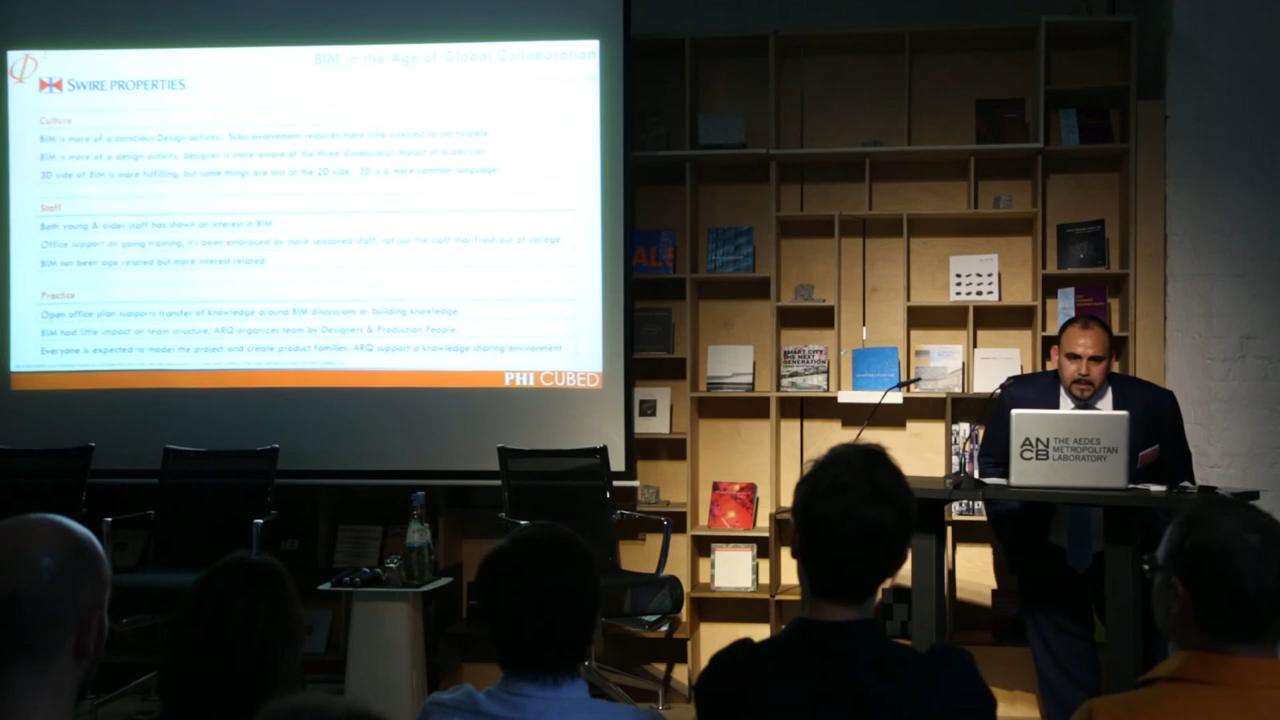 BIM in the Age of Global Collaboration
SWIRE PROPERTIES
Culture
BIM is more of a conscious Design activity. Subs involvement requires more time invested to participate.
BIM is more of a design activity, designer is more aware of the three dimensional impact of a decision
3D side of BIM is more fulfilling, but some things are lost at the 2D side. 3D is a more common language.
Staff
Both young & older staff has shown an interest in BIM
Office support on going training, it's been embraced by more seasoned staff, not just the staff that fresh out of college
BIM not been age related but more interest related
Practice
Open office plan supports transfer of knowledge around BIM discussions or building knowledge.
BIM had little impact on team structure, ARQ organizes team by Designers & Production People.
Everyone is expected to model the project and create product families. ARQ support a knowledge sharing environment
PHI CUBED
SMART CITY
THE NEXT
GENERATION
ANCB THE AEDES
METROPOLITAN
LABORATORY